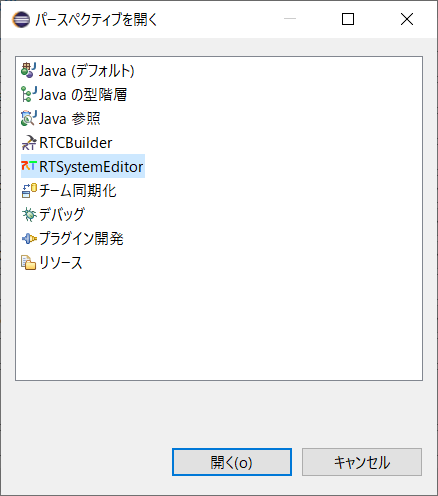 パースペクティブを開く
Java (デフォルト)
Java の型階層
Java 参照
RTCBuilder
RTSystemEditor
チーム同期化
デバッグ
プラグイン開発
リソース
開く(o)
キャンセル